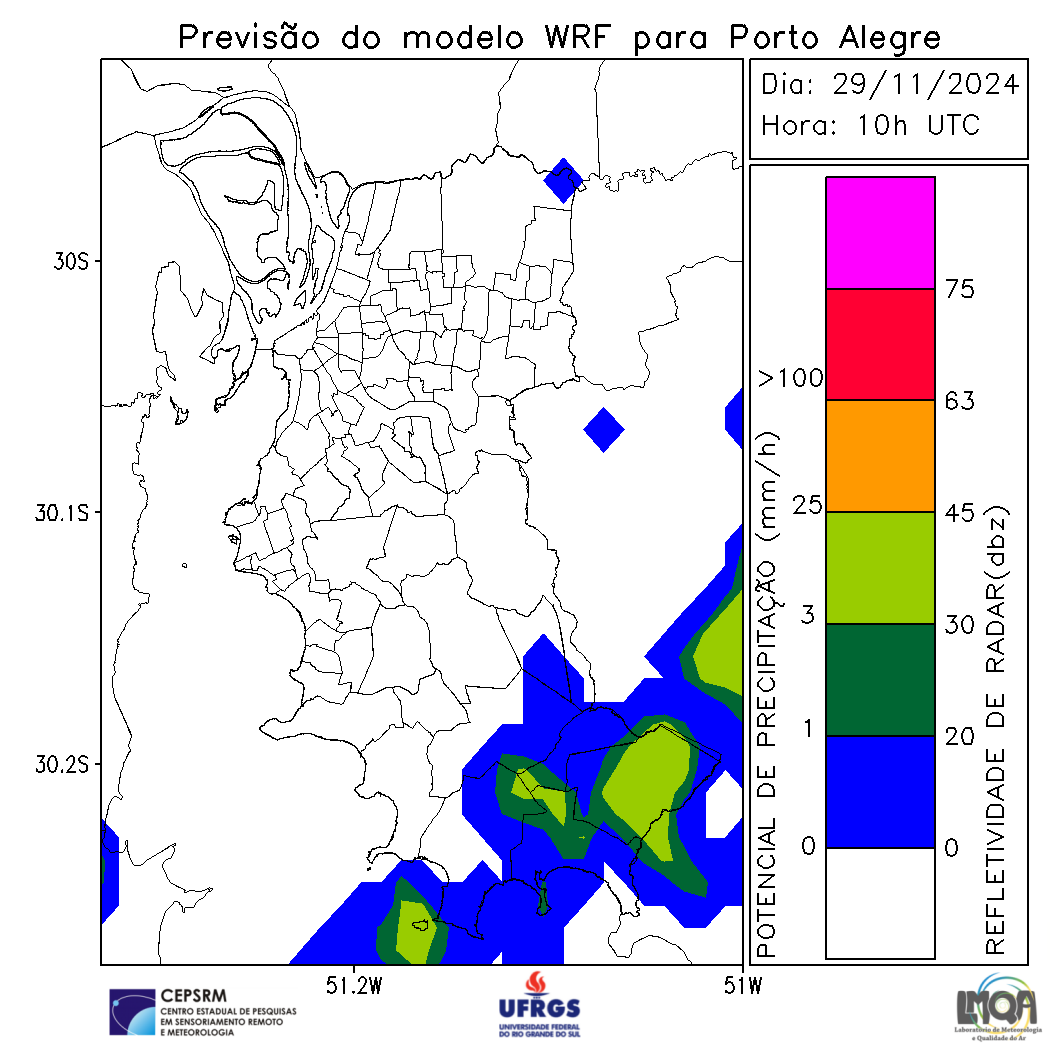 Previsão do modelo WRF para Porto Alegre
Dia: 29/11/2024
Hora: 10h UTC
30S
30.1S
30.2S
51.2W
51W
POTENCIAL DE PRECIPITAÇÃO (mm/h)
>100
25
3
1
0
75
63
45
30
20
0
REFLETIVIDADE DE RADAR(dbz)
CEPSRM
CENTRO ESTADUAL DE PESQUISAS
EM SENSORIAMENTO REMOTO
E METEOROLOGIA
UFRGS
UNIVERSIDADE FEDERAL
DO RIO GRANDE DO SUL
LMQA
Laboratório de Meteorologia
e Qualidade do Ar